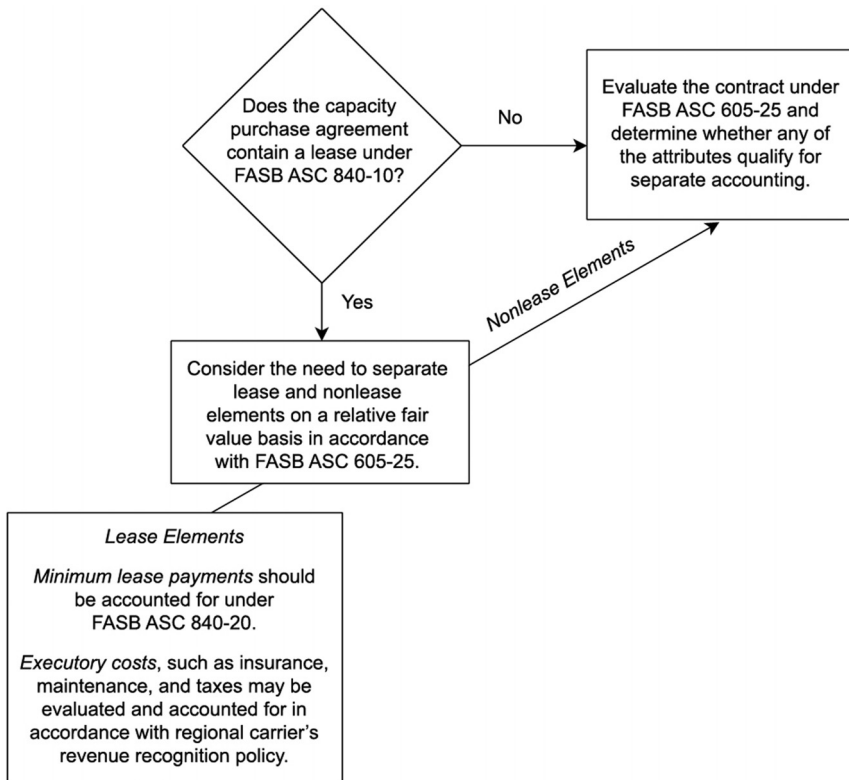 Does the capacity
purchase agreement
contain a lease under
FASB ASC 840-10?
No
Evaluate the contract under
FASB ASC 605-25 and
determine whether any of
the attributes qualify for
separate accounting.
Yes
Nonlease Elements
Consider the need to separate
lease and nonlease
elements on a relative fair
value basis in accordance
with FASB ASC 605-25.
Lease Elements
Minimum lease payments should
be accounted for under
FASB ASC 840-20.
Executory costs, such as insurance,
maintenance, and taxes may be
evaluated and accounted for in
accordance with regional carrier’s
revenue recognition policy.